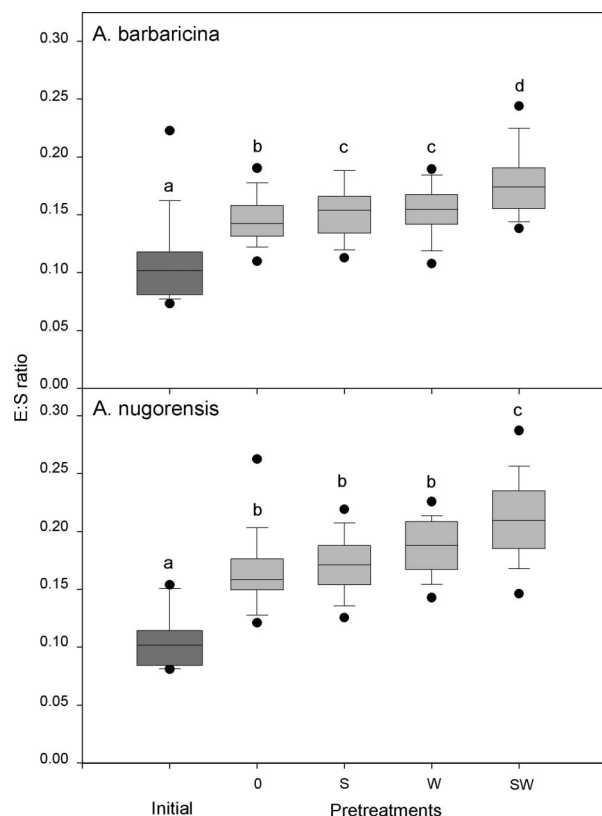 A. barbaricina
0.30
0.25
0.20
0.15
0.10
0.05
0.00
a
b
c
c
d
E:S ratio
A. nugorensis
0.30
0.25
0.20
0.15
0.10
0.05
0.00
a
b
b
b
c
0
S
W
SW
Initial
Pretreatments